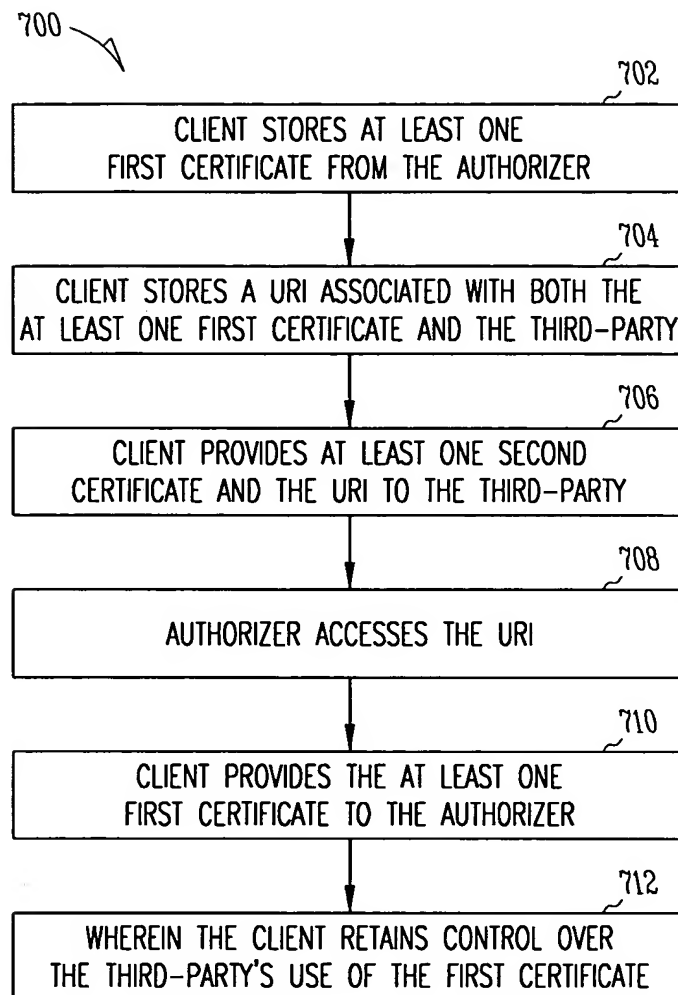 700
702
CLIENT STORES AT LEAST ONE
FIRST CERTIFICATE FROM THE AUTHORIZER
704
CLIENT STORES A URI ASSOCIATED WITH BOTH THE
AT LEAST ONE FIRST CERTIFICATE AND THE THIRD-PARTY
706
CLIENT PROVIDES AT LEAST ONE SECOND
CERTIFICATE AND THE URI TO THE THIRD-PARTY
708
AUTHORIZER ACCESSES THE URI
710
CLIENT PROVIDES THE AT LEAST ONE
FIRST CERTIFICATE TO THE AUTHORIZER
712
WHEREIN THE CLIENT RETAINS CONTROL OVER
THE THIRD-PARTY'S USE OF THE FIRST CERTIFICATE